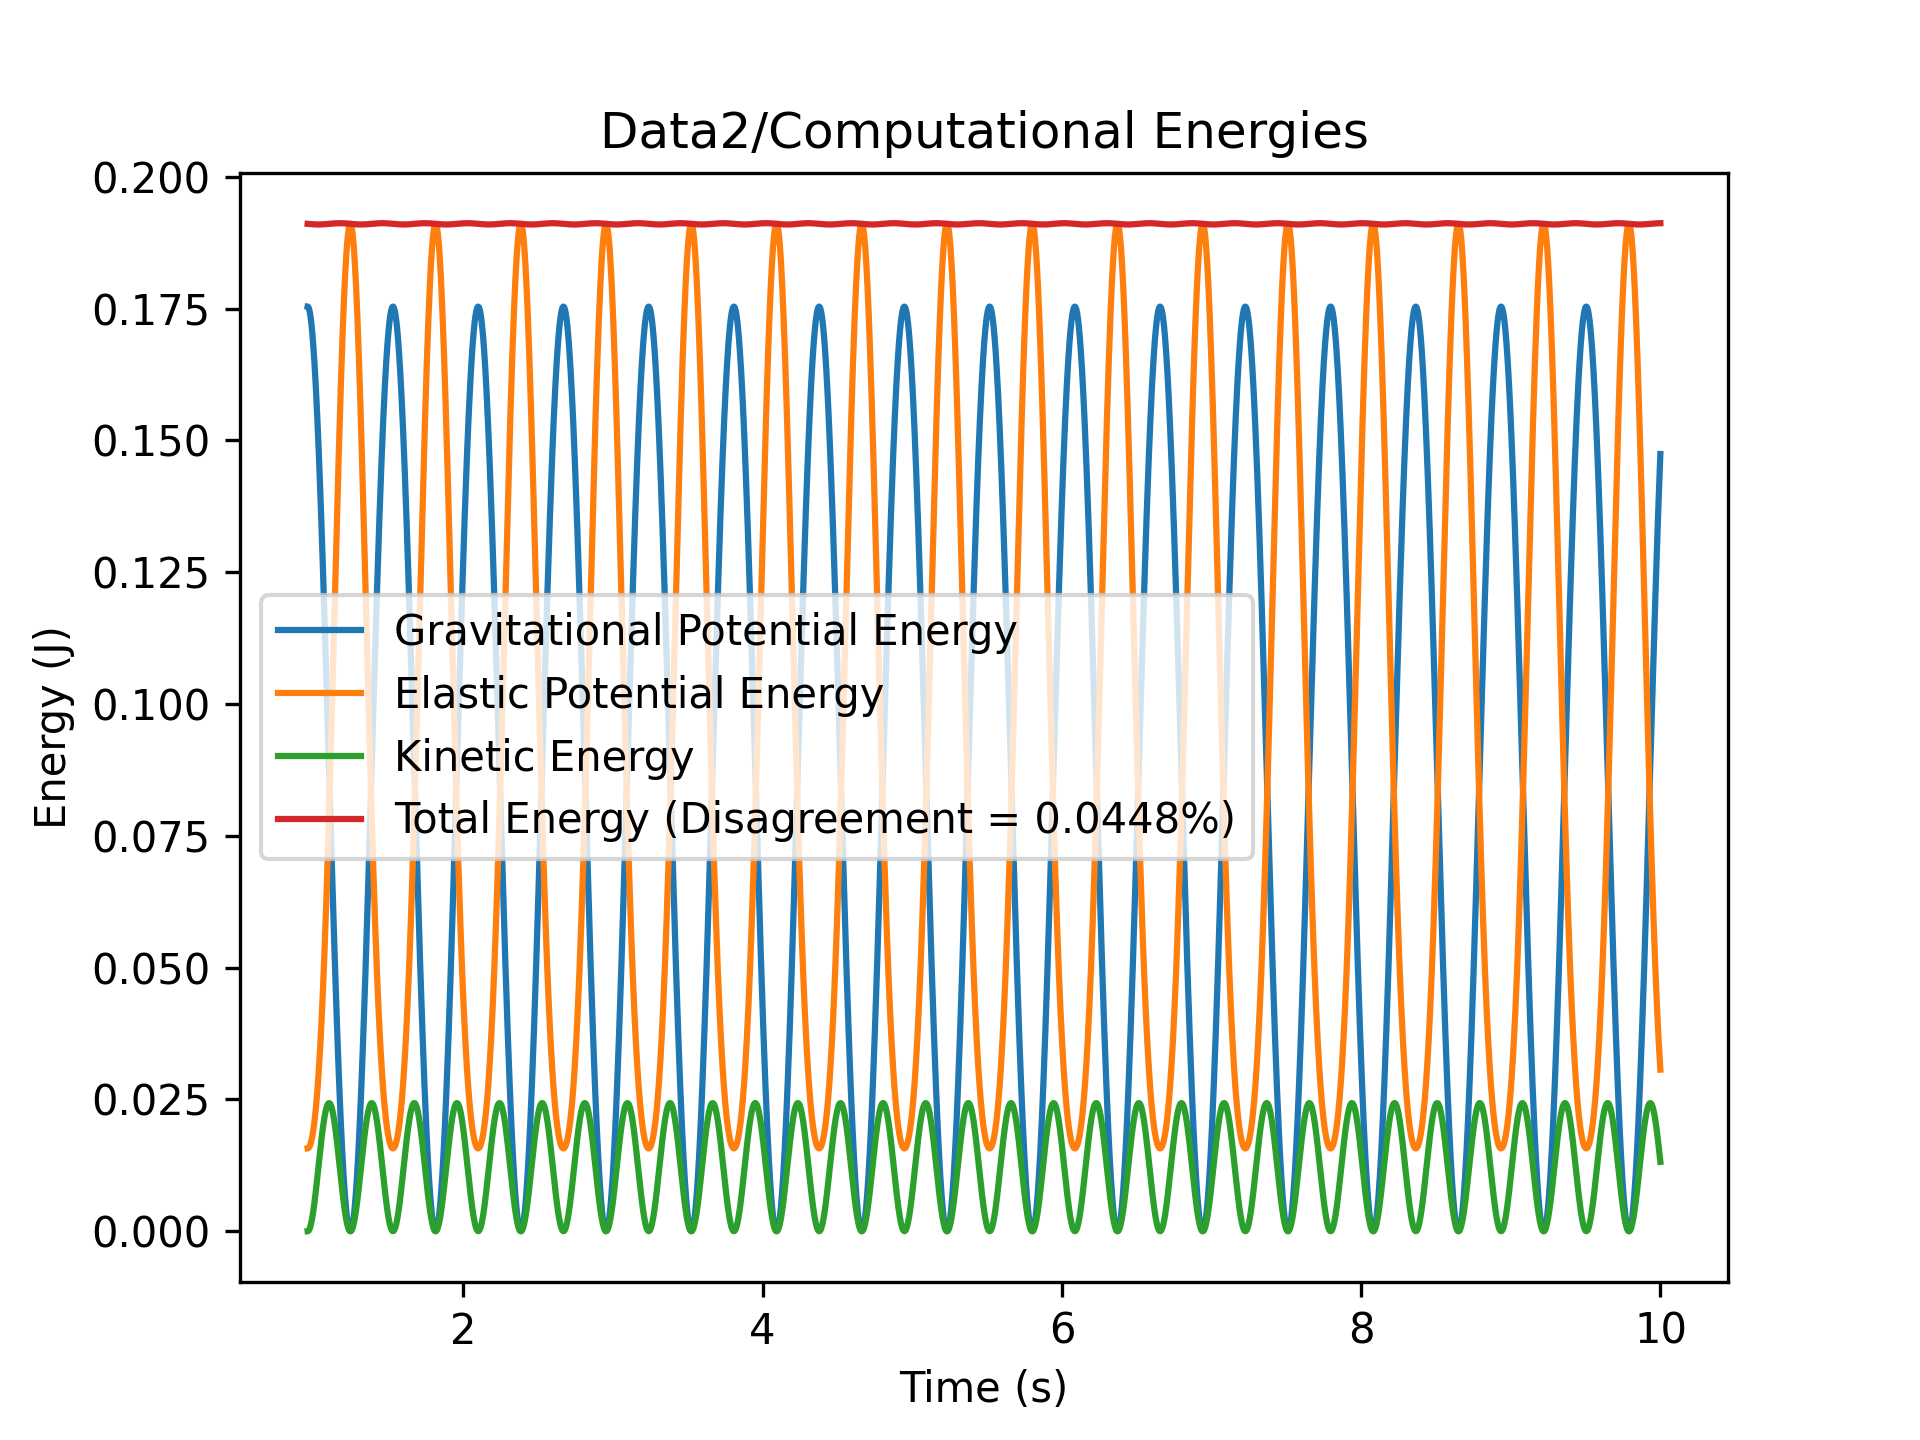 Data2/Computational Energies
Energy (J)
0.200
0.175
0.150
0.125
0.100
0.075
0.050
0.025
0.000
Gravitational Potential Energy
Elastic Potential Energy
Kinetic Energy
Total Energy (Disagreement = 0.0448%)
2 4 6 8 10
Time (s)